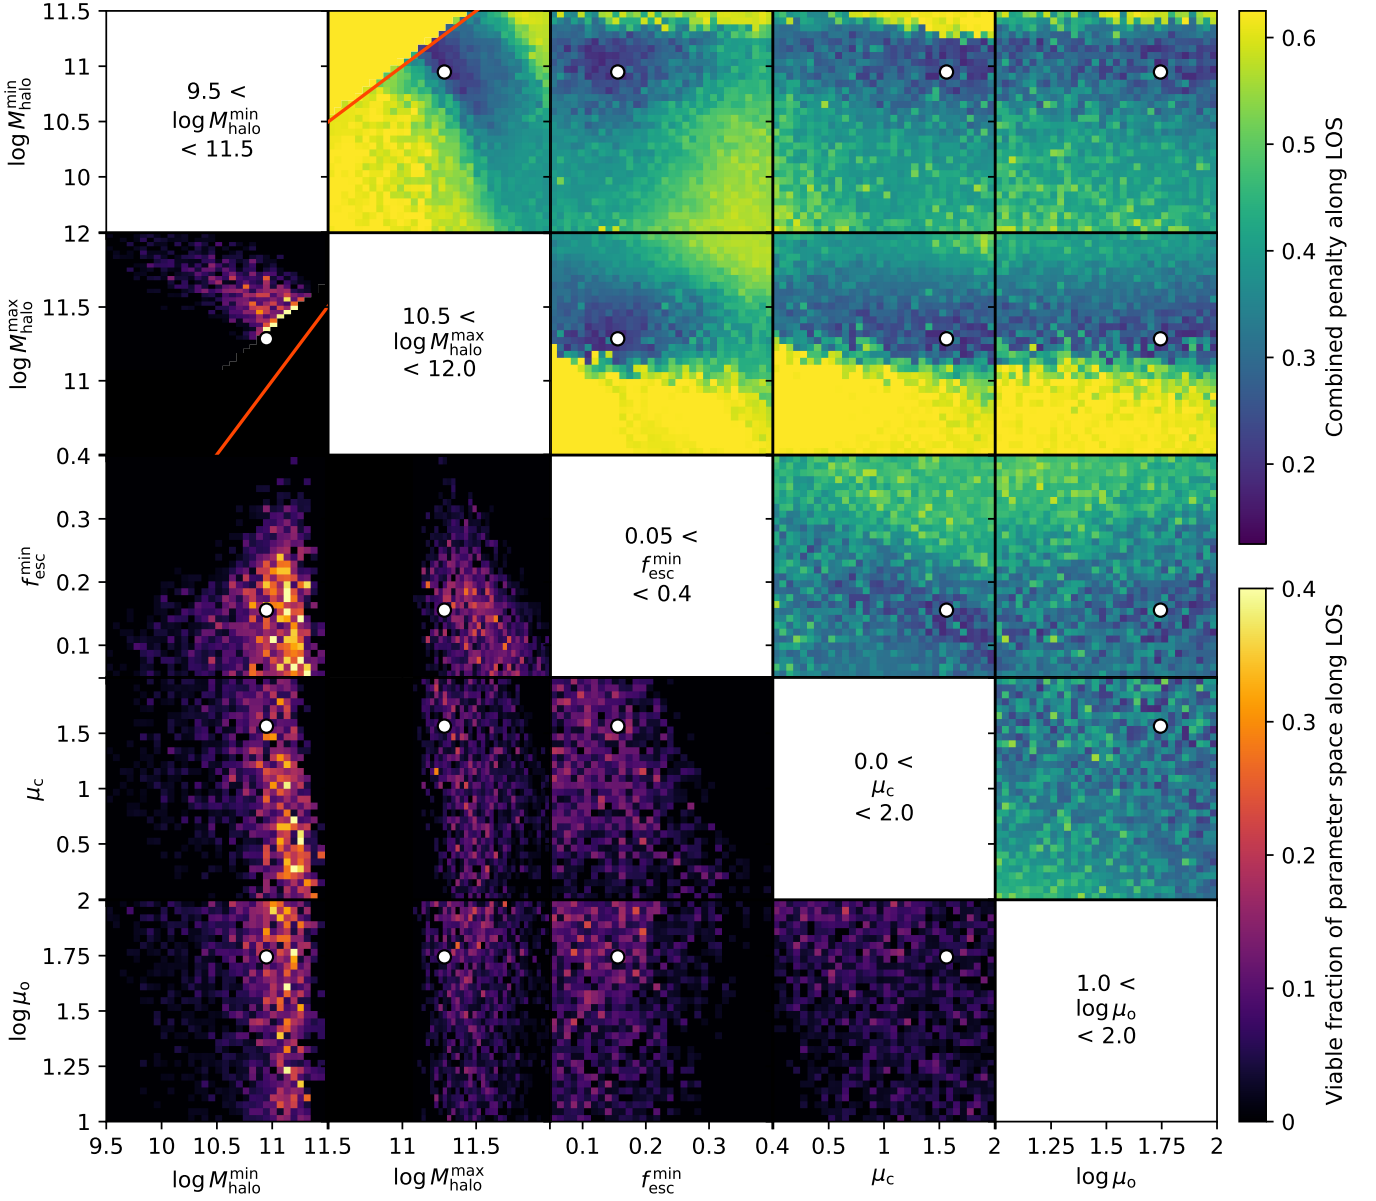 11.5
11
10.5
10
log M_halo^min
9.5 <
log M_halo^min
< 11.5
12
11.5
11
log M_halo^max
10.5 <
log M_halo^max
< 12.0
0.4
0.3
0.2
0.1
f_esc^min
0.05 <
f_esc^min
< 0.4
1.5
1
0.5
μ_c
0.0 <
μ_c
< 2.0
2
1.75
1.5
1.25
1
log μ_o
1.0 <
log μ_o
< 2.0
9.5 10 10.5 11 11.5 11 11.5 0.1 0.2 0.3 0.4 0.5 1 1.5 2 1.25 1.5 1.75 2
log M_halo^min log M_halo^max f_esc^min μ_c log μ_o
0.6
0.5
0.4
0.3
0.2
Combined penalty along LOS
0.4
0.3
0.2
0.1
0
Viable fraction of parameter space along LOS